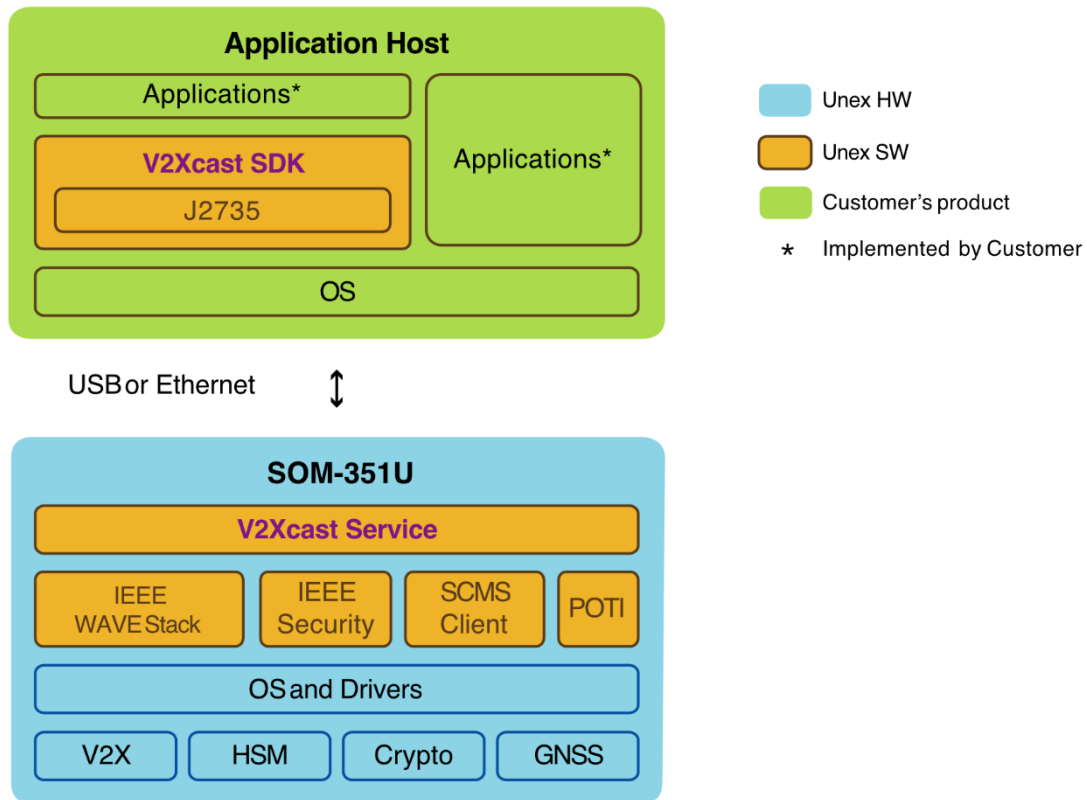 Application Host
Applications*
V2Xcast SDK
J2735
Applications*
OS
Unex HW
Unex SW
Customer's product
* Implemented by Customer
USB or Ethernet
SOM-351U
V2Xcast Service
IEEE
WAVE Stack
IEEE
Security
SCMS
Client
POTI
OS and Drivers
V2X
HSM
Crypto
GNSS